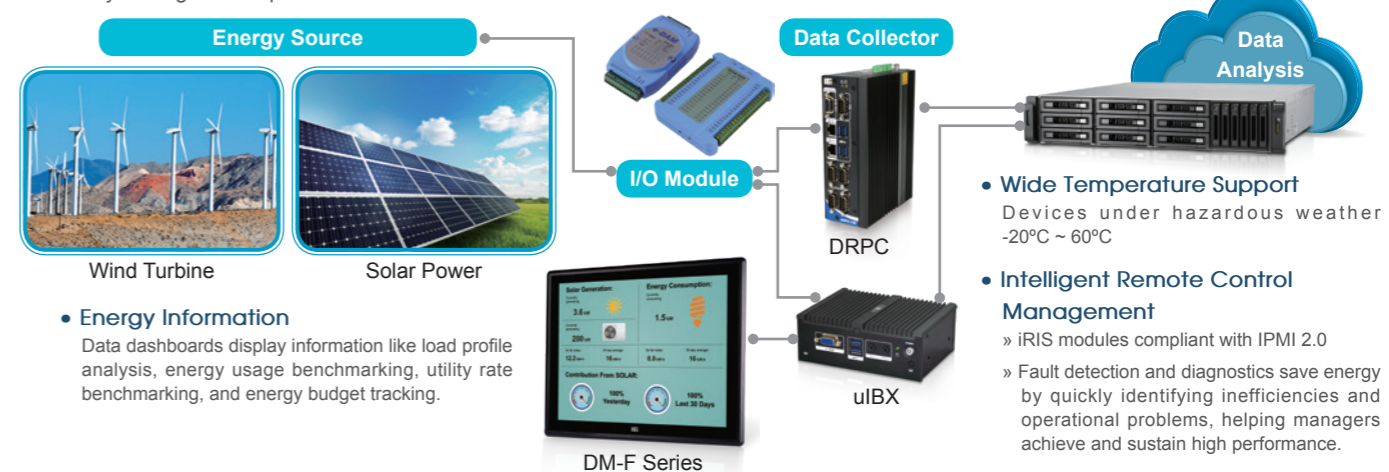 Energy Source
Data Collector
Data
Analysis
e-DAM
I/O Module
Wind Turbine
Solar Power
DRPC
• Energy Information
Data dashboards display information like load profile
analysis, energy usage benchmarking, utility rate
benchmarking, and energy budget tracking.
Solar Generation:
3.6 kW
200 kW
Energy Consumption:
1.5 kW
Contribution From SOLAR:
100%
Yesterday
100%
Last 30 Days
DM-F Series
uIBX
• Wide Temperature Support
Devices under hazardous weather
-20ºC ~ 60ºC
• Intelligent Remote Control
Management
» iRIS modules compliant with IPMI 2.0
» Fault detection and diagnostics save energy
by quickly identifying inefficiencies and
operational problems, helping managers
achieve and sustain high performance.